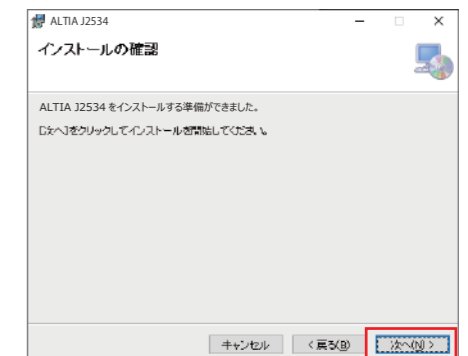 ALTIA J2534
インストールの確認
ALTIA J2534 をインストールする準備ができました。
[次へ]をクリックしてインストールを開始してください。
キャンセル
< 戻る(B)
次へ(N) >